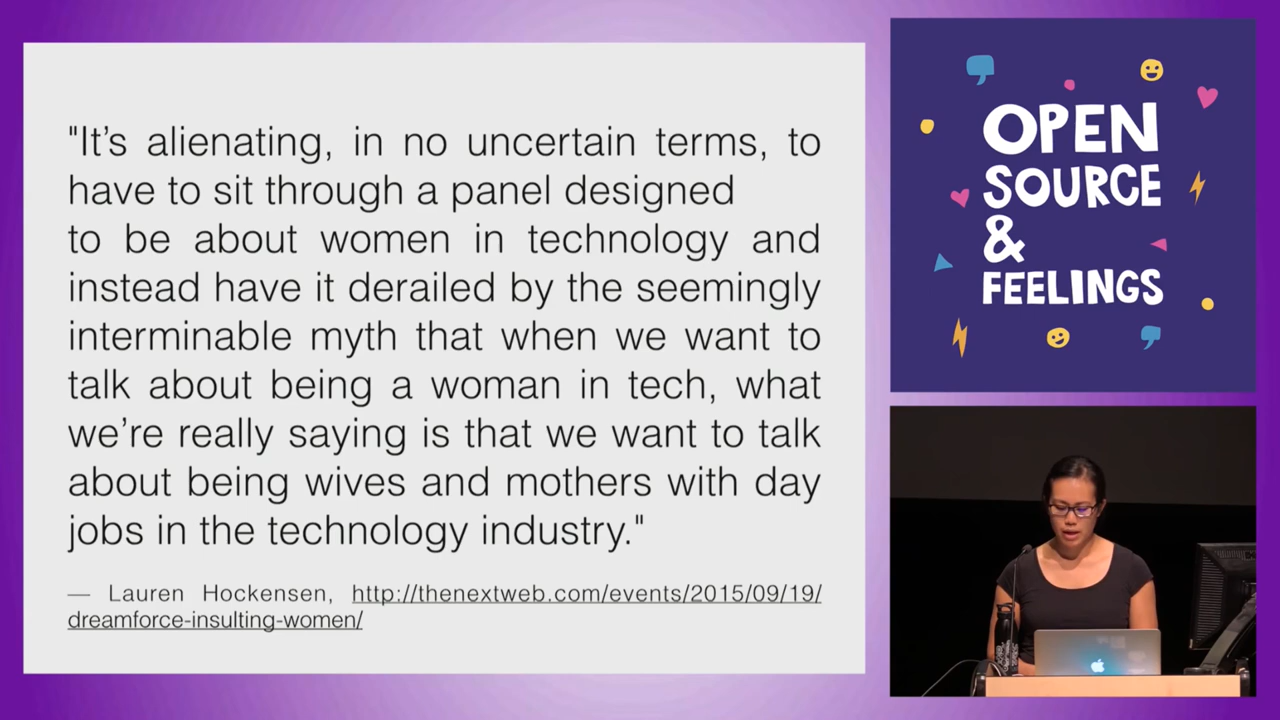 "It’s alienating, in no uncertain terms, to
have to sit through a panel designed
to be about women in technology and
instead have it derailed by the seemingly
interminable myth that when we want to
talk about being a woman in tech, what
we’re really saying is that we want to talk
about being wives and mothers with day
jobs in the technology industry."
— Lauren Hockensen, http://thenextweb.com/events/2015/09/19/
dreamforce-insulting-women/
OPEN
SOURCE
&
FEELINGS